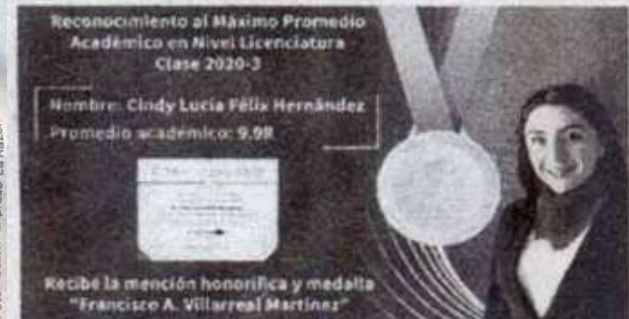 Reconocimiento al Máximo Promedio
Académico en Nivel Licenciatura
Clase 2020-3
Nombre: Cindy Lucía Félix Hernández
Promedio académico: 9.98
Recibe la mención honorífica y medalla
"Francisco A. Villarreal Martínez"